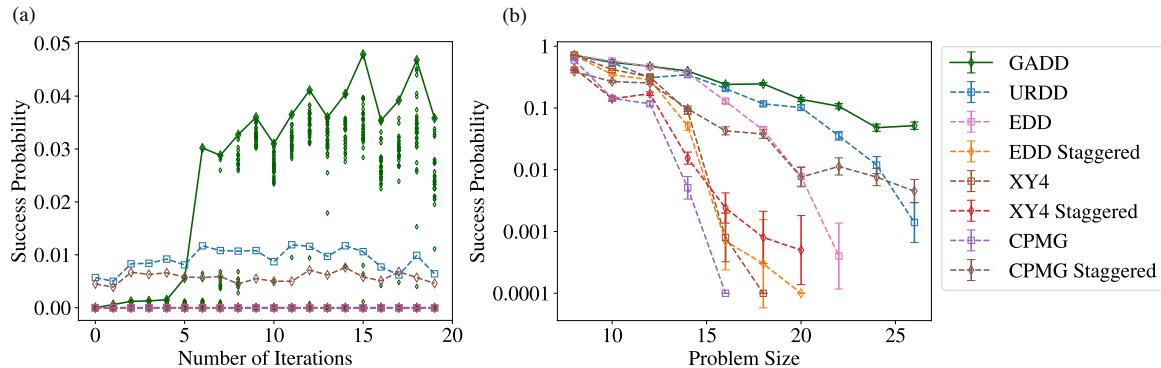 (a)
0.05
0.04
0.03
0.02
0.01
0.00
Success Probability
0
5
10
15
20
Number of Iterations
(b)
1
0.1
0.01
0.001
0.0001
Success Probability
10
15
20
25
Problem Size
GADD
URDD
EDD
EDD Staggered
XY4
XY4 Staggered
CPMG
CPMG Staggered